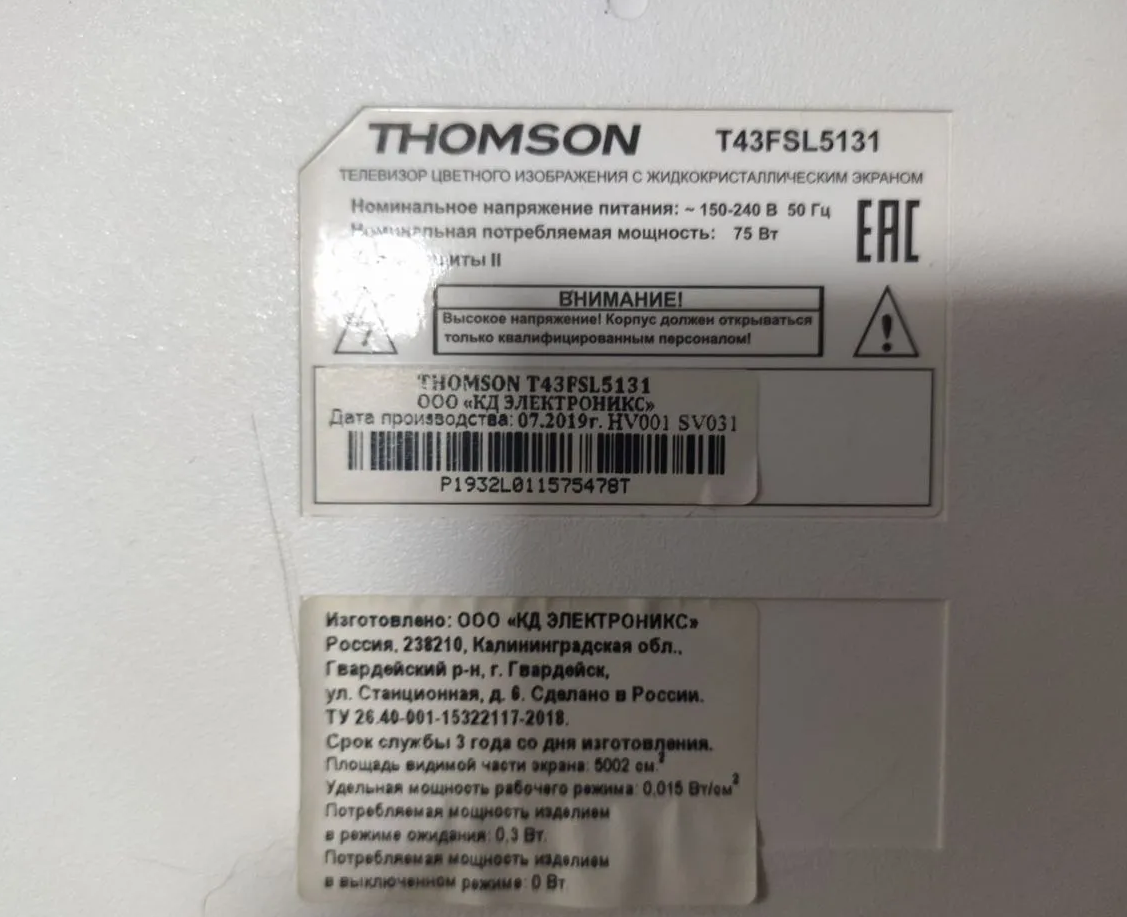 THOMSON T43FSL5131
ТЕЛЕВИЗОР ЦВЕТНОГО ИЗОБРАЖЕНИЯ С ЖИДКОКРИСТАЛЛИЧЕСКИМ ЭКРАНОМ
Номинальное напряжение питания: ~ 150-240 В 50 Гц
Номинальная потребляемая мощность: 75 Вт
II
EAC
ВНИМАНИЕ!
Высокое напряжение! Корпус должен открываться
только квалифицированным персоналом!
THOMSON T43FSL5131
ООО «КД ЭЛЕКТРОНИКС»
Дата производства: 07.2019г. HV001 SV031
P1932L011575478T
Изготовлено: ООО «КД ЭЛЕКТРОНИКС»
Россия, 238210, Калининградская обл.,
Гвардейский р-н, г. Гвардейск,
ул. Станционная, д. 6. Сделано в России.
ТУ 26.40-001-15322117-2018.
Срок службы 3 года со дня изготовления.
Площадь видимой части экрана: 5002 см.²
Удельная мощность рабочего режима: 0,015 Вт/см²
Потребляемая мощность изделием
в режиме ожидания: 0,3 Вт.
Потребляемая мощность изделием
в выключенном режиме: 0 Вт